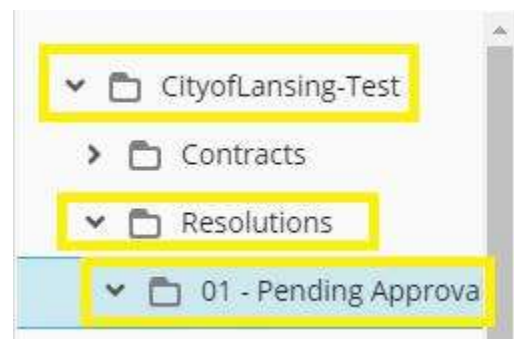 CityofLansing-Test
Contracts
Resolutions
01 - Pending Approva